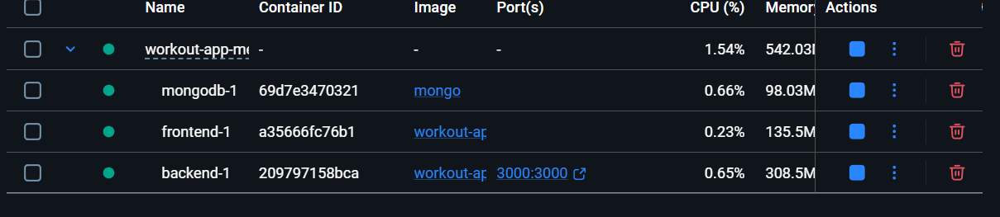 Name Container ID Image Port(s) CPU (%) Memory Actions
workout-app-me - - - 1.54% 542.03M
mongodb-1 69d7e3470321 mongo 0.66% 98.03M
frontend-1 a35666fc76b1 workout-ap 0.23% 135.5M
backend-1 209797158bca workout-ap 3000:3000 0.65% 308.5M